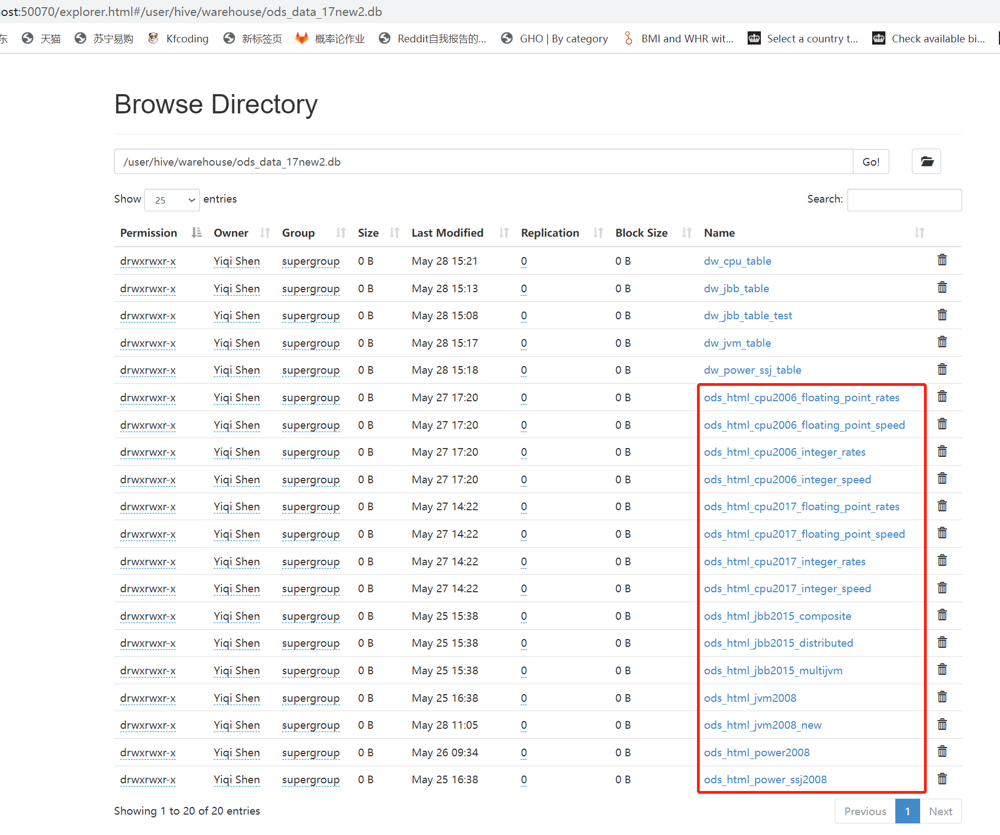 ost:50070/explorer.html#/user/hive/warehouse/ods_data_17new2.db
东 天猫 苏宁易购 Kfcoding 新标签页 概率论作业 Reddit自我报告的... GHO | By category BMI and WHR wit... Select a country t... Check available bi...
Browse Directory
/user/hive/warehouse/ods_data_17new2.db Go!
Show 25 entries Search:
Permission Owner Group Size Last Modified Replication Block Size Name
drwxrwxr-x Yiqi Shen supergroup 0 B May 28 15:21 0 0 B dw_cpu_table
drwxrwxr-x Yiqi Shen supergroup 0 B May 28 15:13 0 0 B dw_jbb_table
drwxrwxr-x Yiqi Shen supergroup 0 B May 28 15:08 0 0 B dw_jbb_table_test
drwxrwxr-x Yiqi Shen supergroup 0 B May 28 15:17 0 0 B dw_jvm_table
drwxrwxr-x Yiqi Shen supergroup 0 B May 28 15:18 0 0 B dw_power_ssj_table
drwxrwxr-x Yiqi Shen supergroup 0 B May 27 17:20 0 0 B ods_html_cpu2006_floating_point_rates
drwxrwxr-x Yiqi Shen supergroup 0 B May 27 17:20 0 0 B ods_html_cpu2006_floating_point_speed
drwxrwxr-x Yiqi Shen supergroup 0 B May 27 17:20 0 0 B ods_html_cpu2006_integer_rates
drwxrwxr-x Yiqi Shen supergroup 0 B May 27 17:20 0 0 B ods_html_cpu2006_integer_speed
drwxrwxr-x Yiqi Shen supergroup 0 B May 27 14:22 0 0 B ods_html_cpu2017_floating_point_rates
drwxrwxr-x Yiqi Shen supergroup 0 B May 27 14:22 0 0 B ods_html_cpu2017_floating_point_speed
drwxrwxr-x Yiqi Shen supergroup 0 B May 27 14:22 0 0 B ods_html_cpu2017_integer_rates
drwxrwxr-x Yiqi Shen supergroup 0 B May 27 14:22 0 0 B ods_html_cpu2017_integer_speed
drwxrwxr-x Yiqi Shen supergroup 0 B May 25 15:38 0 0 B ods_html_jbb2015_composite
drwxrwxr-x Yiqi Shen supergroup 0 B May 25 15:38 0 0 B ods_html_jbb2015_distributed
drwxrwxr-x Yiqi Shen supergroup 0 B May 25 15:38 0 0 B ods_html_jbb2015_multijvm
drwxrwxr-x Yiqi Shen supergroup 0 B May 25 16:38 0 0 B ods_html_jvm2008
drwxrwxr-x Yiqi Shen supergroup 0 B May 28 11:05 0 0 B ods_html_jvm2008_new
drwxrwxr-x Yiqi Shen supergroup 0 B May 26 09:34 0 0 B ods_html_power2008
drwxrwxr-x Yiqi Shen supergroup 0 B May 25 16:38 0 0 B ods_html_power_ssj2008
Showing 1 to 20 of 20 entries Previous 1 Next